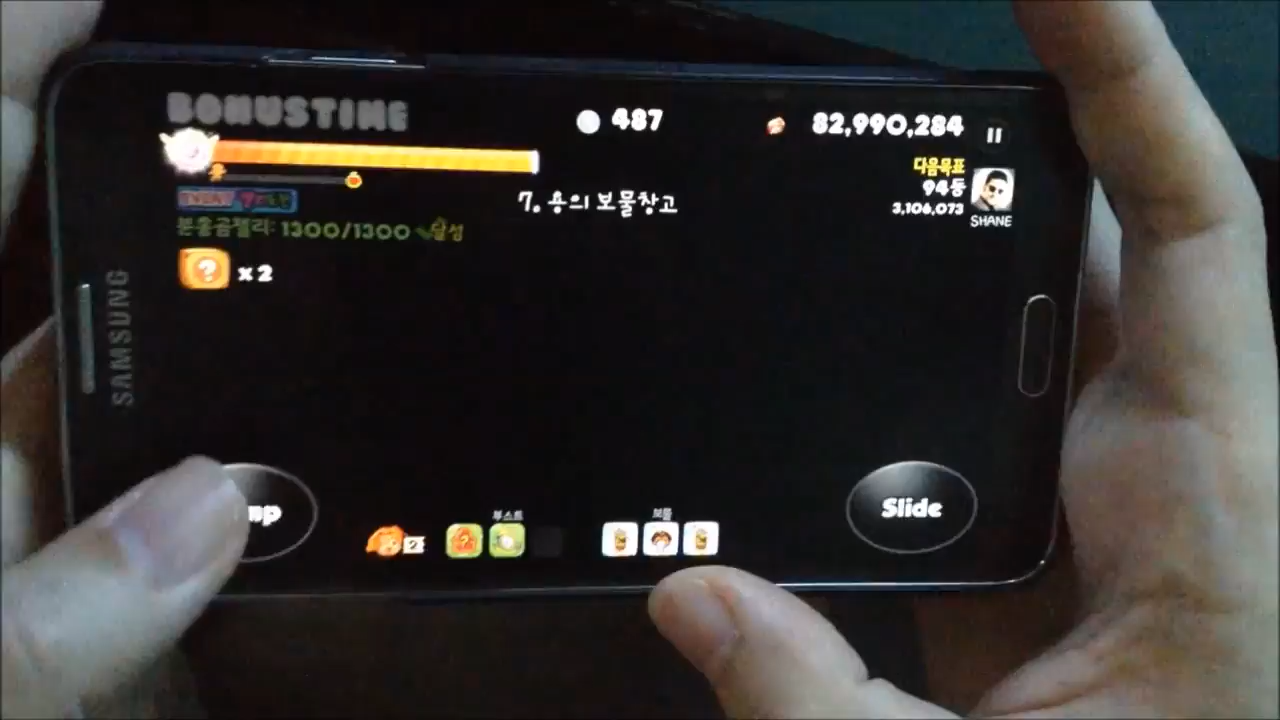 BONUSTIME
487
82,990,284
다음목표
94등
3,106,073
SHANE
7. 용의 보물창고
분홍곰젤리: 1300/1300 달성
? x 2
SAMSUNG
mp
Slide
부스트
보물